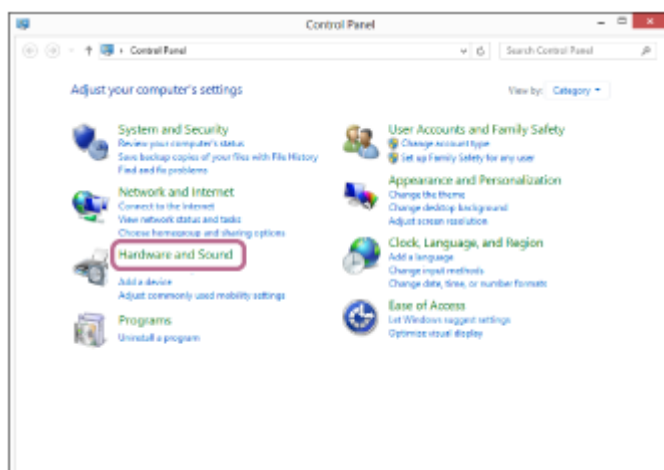 Control Panel
Control Panel
Search Control Panel
Adjust your computer's settings
View by: Category
System and Security
Review your computer's status
Save backup copies of your files with File History
Find and fix problems
Network and Internet
Connect to the Internet
View network status and tasks
Choose homegroup and sharing options
Hardware and Sound
Add a device
Adjust commonly used mobility settings
Programs
Uninstall a program
User Accounts and Family Safety
Change account type
Set up Family Safety for any user
Appearance and Personalization
Change the theme
Change desktop background
Adjust screen resolution
Clock, Language, and Region
Add a language
Change input methods
Change date, time, or number formats
Ease of Access
Let Windows suggest settings
Optimize visual display